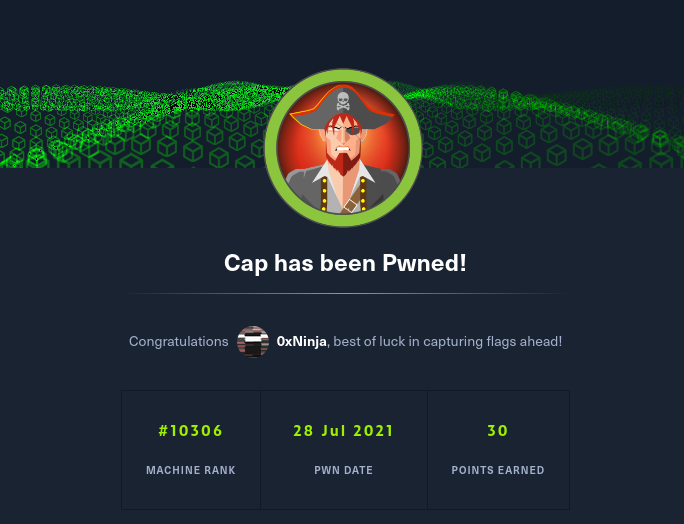 Cap has been Pwned!
Congratulations 0xNinja, best of luck in capturing flags ahead!
#10306 28 Jul 2021 30
MACHINE RANK PWN DATE POINTS EARNED